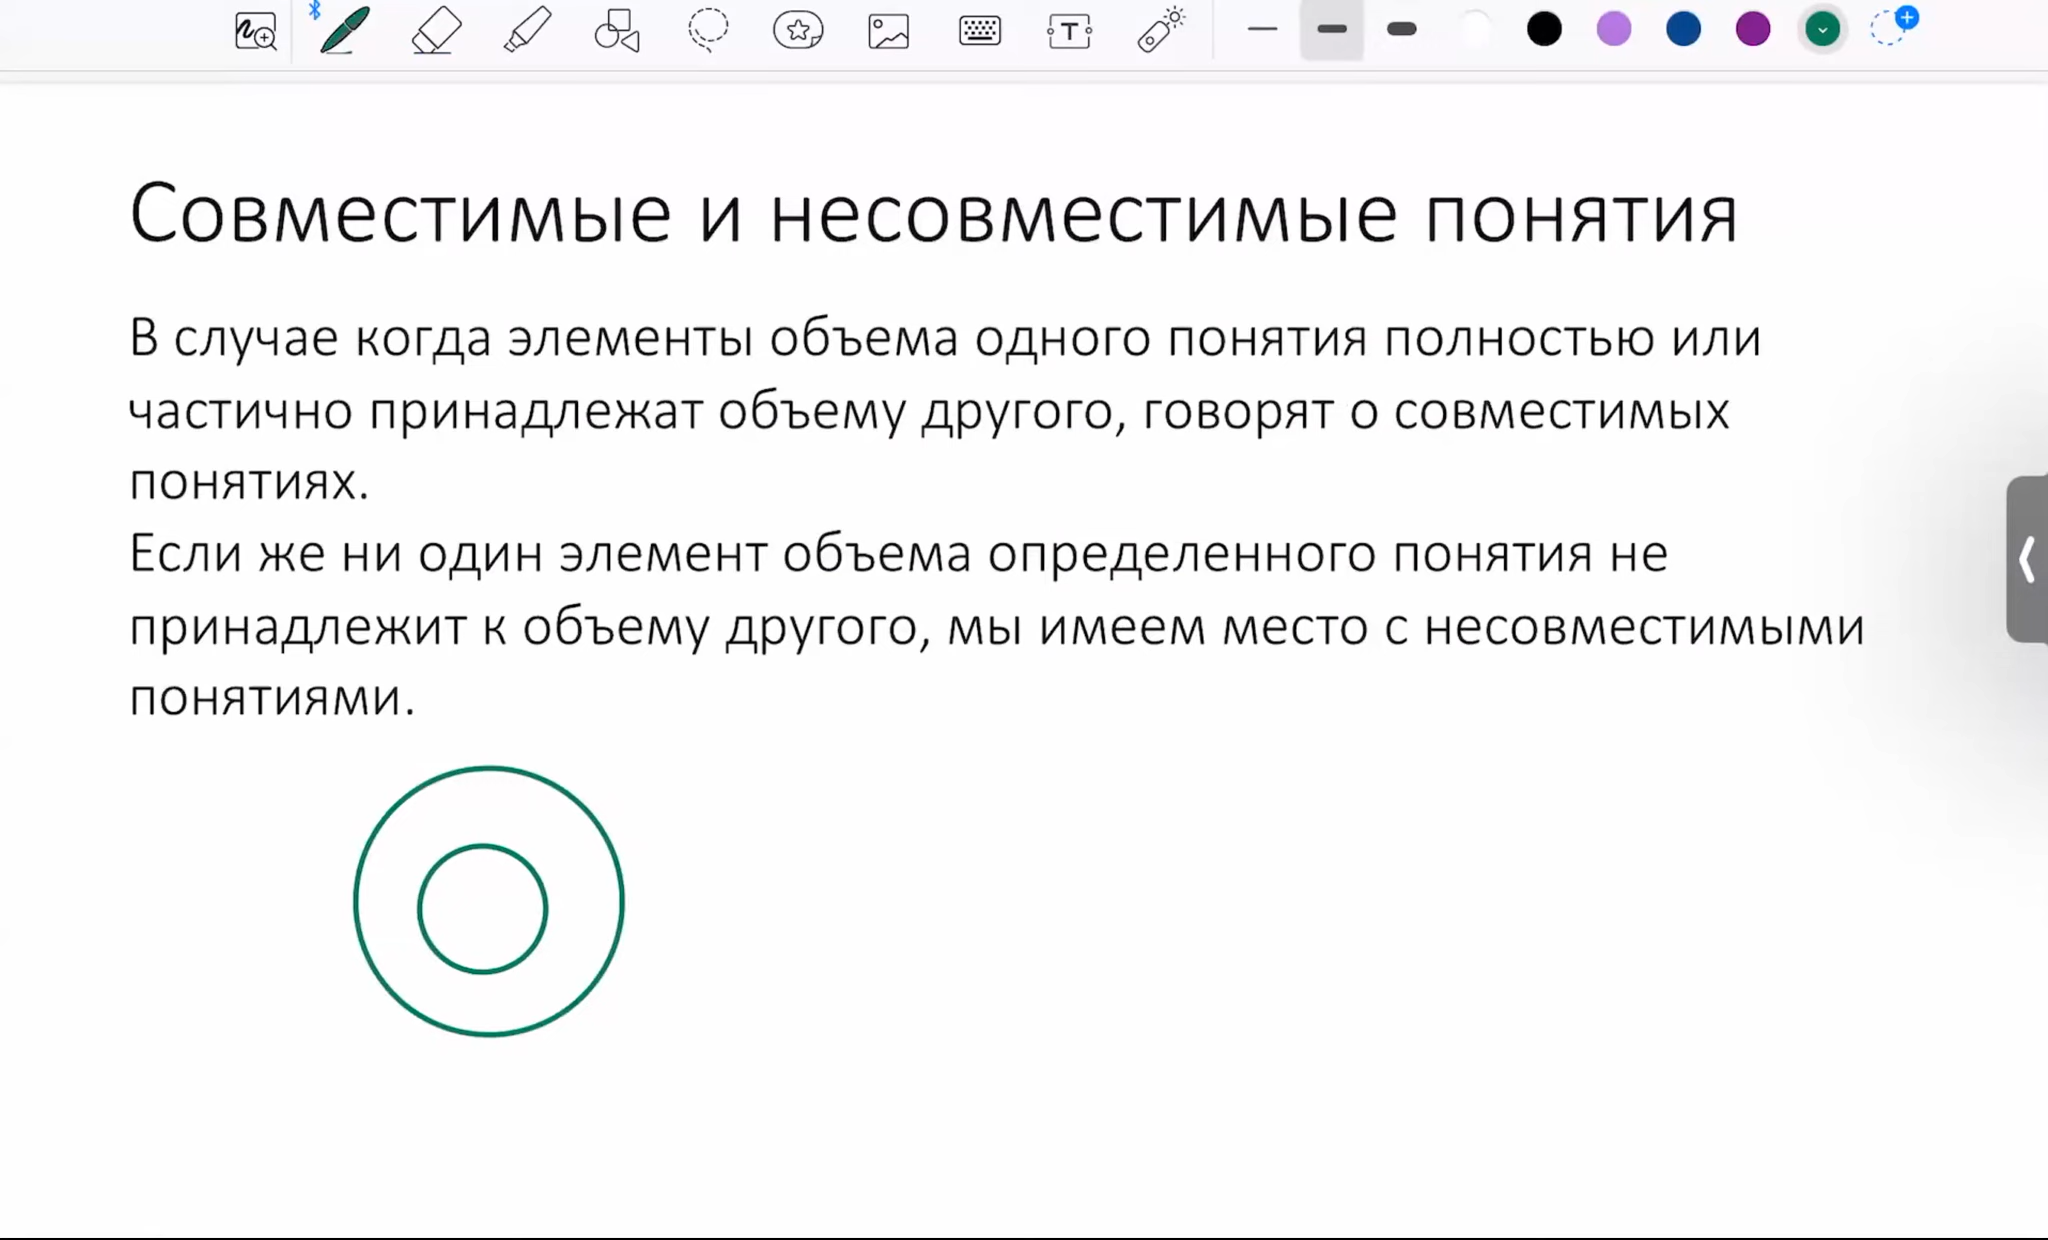 Совместимые и несовместимые понятия
В случае когда элементы объема одного понятия полностью или
частично принадлежат объему другого, говорят о совместимых
понятиях.
Если же ни один элемент объема определенного понятия не
принадлежит к объему другого, мы имеем место с несовместимыми
понятиями.